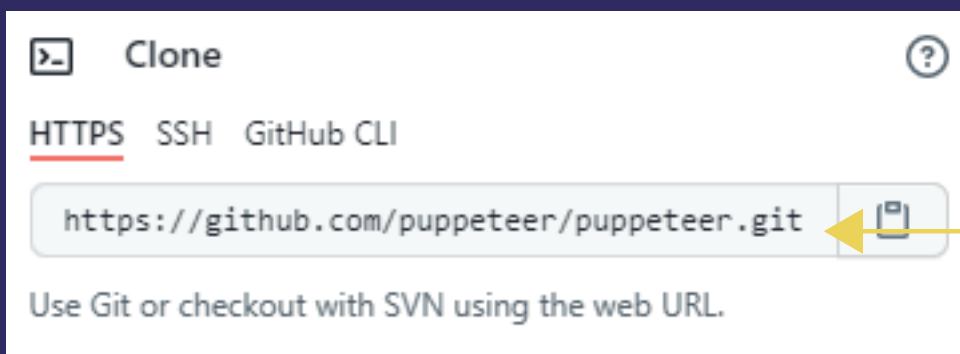 Clone
HTTPS SSH GitHub CLI
https://github.com/puppeteer/puppeteer.git
Use Git or checkout with SVN using the web URL.